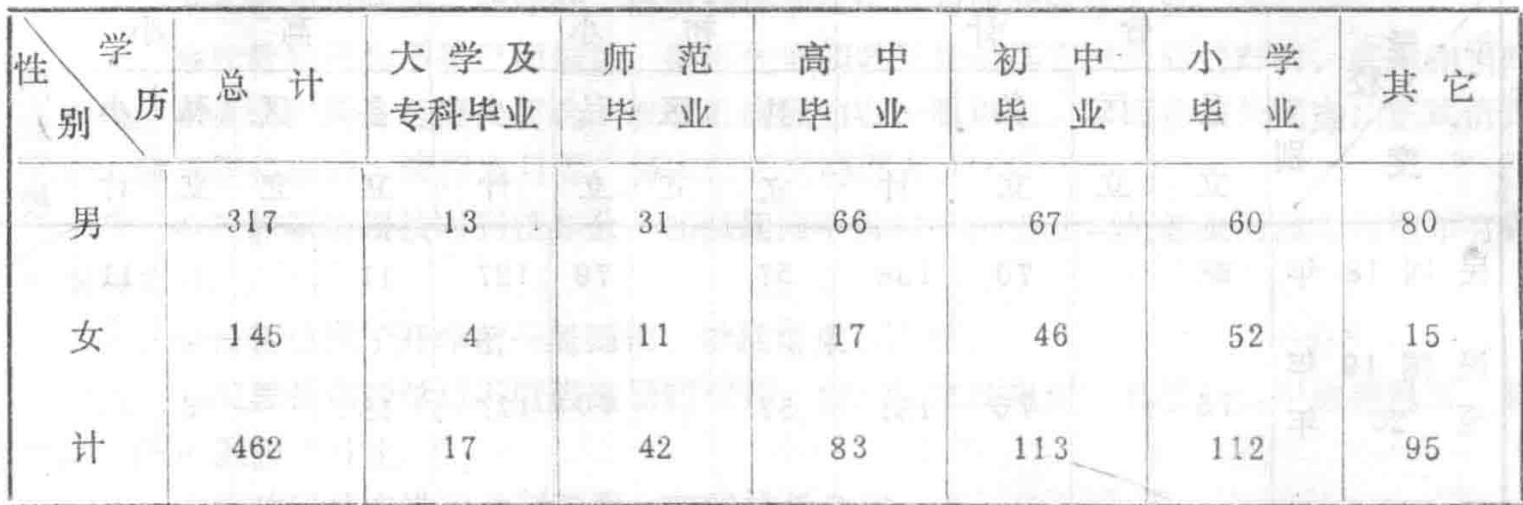 学历 性别 总计 大学及专科毕业 师范毕业 高中毕业 初中毕业 小学毕业 其它
男 317 13 31 66 67 60 80
女 145 4 11 17 46 52 15
计 462 17 42 83 113 112 95